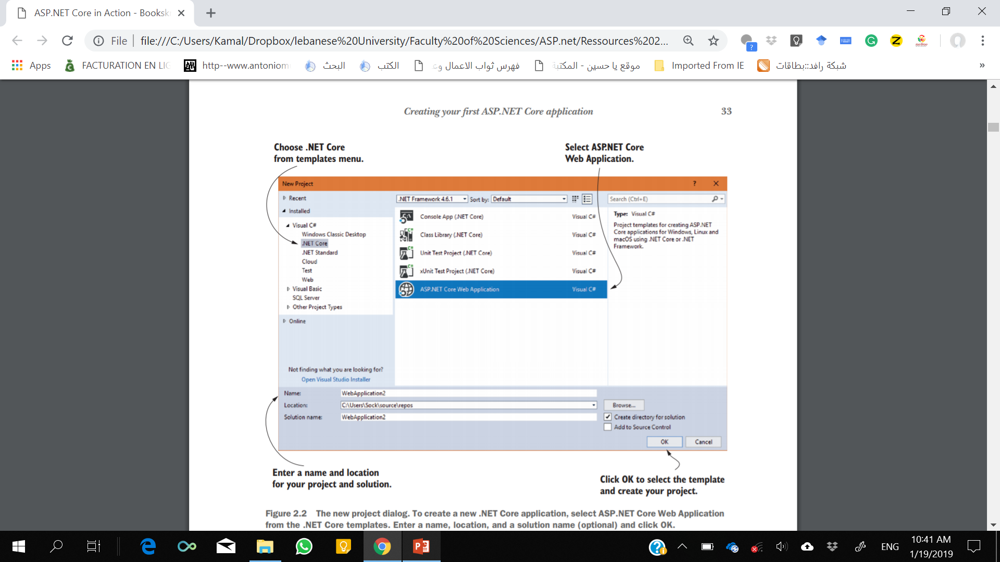 ASP.NET Core in Action - Booksk
File
file:///C:/Users/Kamal/Dropbox/lebanese%20University/Faculty%20of%20Sciences/ASP.net/Ressources%202...
Apps
FACTURATION EN LIG
http--www.antoniom
البحث
الكتب
فهرس ثواب الاعمال وع
موقع يا حسين - المكتبة
Imported From IE
شبكة رافد::بطاقات
»
Creating your first ASP.NET Core application
33
Choose .NET Core
from templates menu.
Select ASP.NET Core
Web Application.
New Project
?
Recent
.NET Framework 4.6.1
Sort by:
Default
Search (Ctrl+E)
Installed
Visual C#
Windows Classic Desktop
.NET Core
.NET Standard
Cloud
Test
Web
Visual Basic
SQL Server
Other Project Types
Online
Console App (.NET Core)
Visual C#
Class Library (.NET Core)
Visual C#
Unit Test Project (.NET Core)
Visual C#
xUnit Test Project (.NET Core)
Visual C#
ASP.NET Core Web Application
Visual C#
Type: Visual C#
Project templates for creating ASP.NET
Core applications for Windows, Linux and
macOS using .NET Core or .NET
Framework.
Not finding what you are looking for?
Open Visual Studio Installer
Name:
WebApplication2
Location:
C:\Users\Sock\source\repos
Browse...
Solution name:
WebApplication2
Create directory for solution
Add to Source Control
OK
Cancel
Enter a name and location
for your project and solution.
Click OK to select the template
and create your project.
Figure 2.2 The new project dialog. To create a new .NET Core application, select ASP.NET Core Web Application
from the .NET Core templates. Enter a name, location, and a solution name (optional) and click OK.
ENG
10:41 AM
1/19/2019